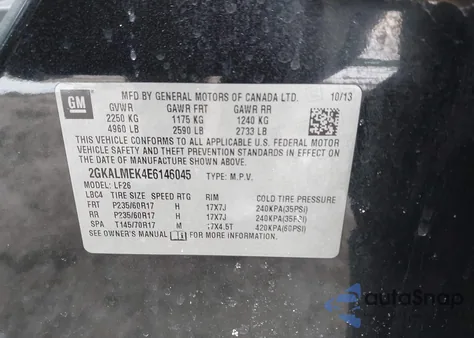 GM
MFD BY GENERAL MOTORS OF CANADA LTD. 10/13
GVWR GAWR FRT GAWR RR
2250 KG 1175 KG 1240 KG
4960 LB 2590 LB 2733 LB
THIS VEHICLE CONFORMS TO ALL APPLICABLE U.S. FEDERAL MOTOR
VEHICLE SAFETY, BUMPER, AND THEFT PREVENTION STANDARDS
IN EFFECT ON THE DATE OF MANUFACTURE SHOWN ABOVE.
2GKALMEK4E6146045 TYPE: M.P.V.
MODEL: LF26
LBC4 TIRE SIZE SPEED RTG RIM COLD TIRE PRESSURE
FRT P235/60R17 H 17X7J 240KPA(35PSI)
RR P235/60R17 H 17X7J 240KPA(35PSI)
SPA T145/70R17 M 17X4.5T 420KPA(60PSI)
SEE OWNER'S MANUAL FOR MORE INFORMATION.
autoSnap